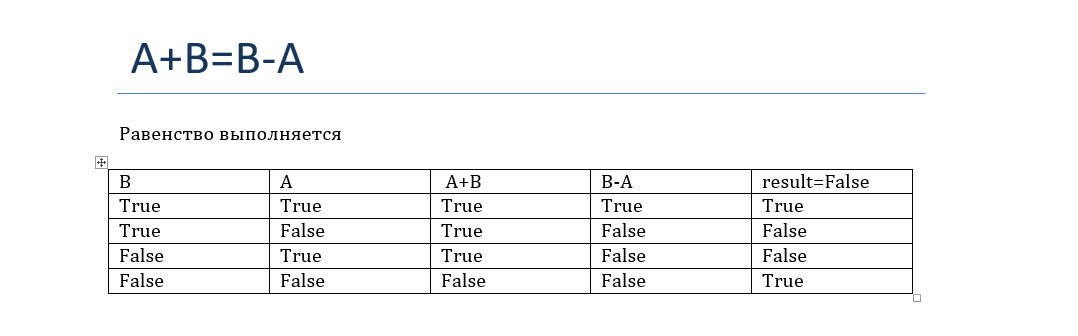 A+B=B-A
Равенство выполняется
B A A+B B-A result=False
True True True True True
True False True False False
False True True False False
False False False False True